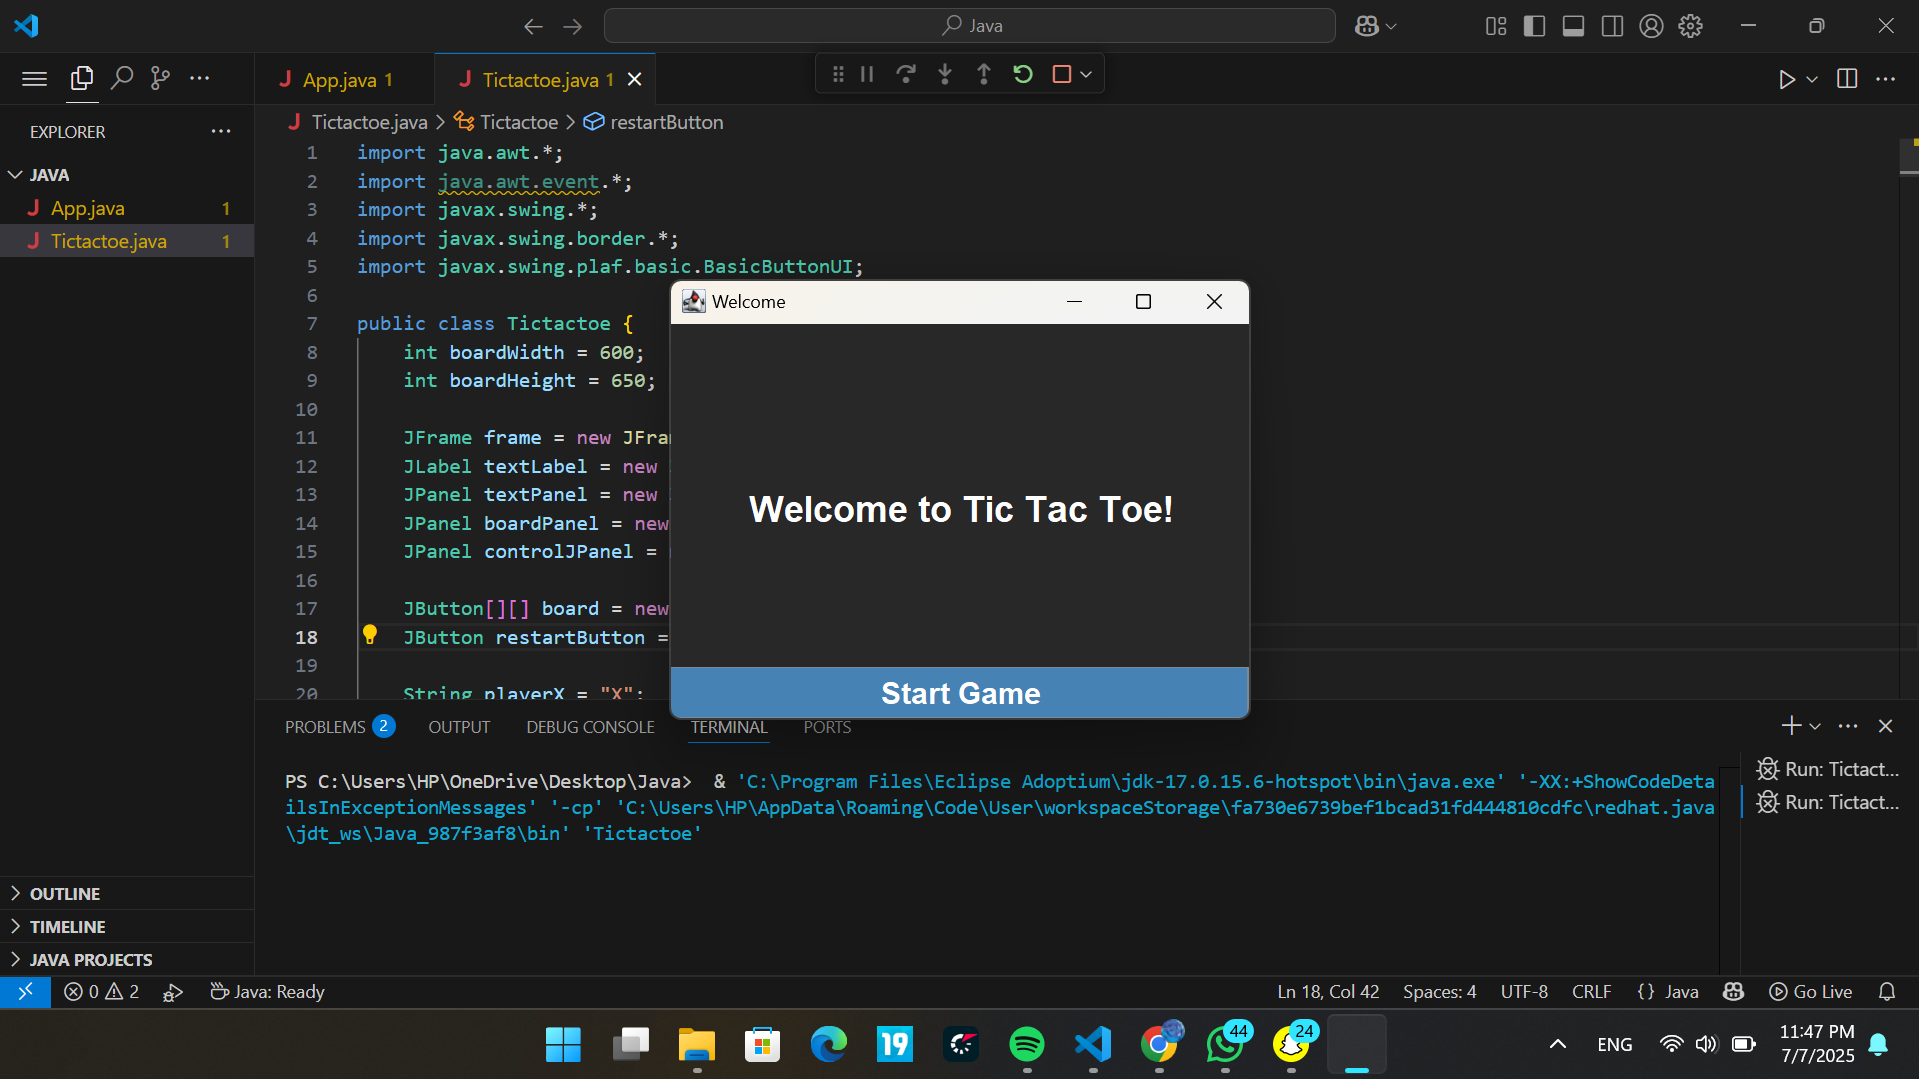 Java
App.java 1
Tictactoe.java 1
EXPLORER
Tictactoe.java > Tictactoe > restartButton
JAVA
App.java 1
Tictactoe.java 1
1 import java.awt.*;
2 import java.awt.event.*;
3 import javax.swing.*;
4 import javax.swing.border.*;
5 import javax.swing.plaf.basic.BasicButtonUI;
6
7 public class Tictactoe {
8 int boardWidth = 600;
9 int boardHeight = 650;
10
11 JFrame frame = new JFra
12 JLabel textLabel = new
13 JPanel textPanel = new
14 JPanel boardPanel = new
15 JPanel controlJPanel =
16
17 JButton[][] board = new
18 JButton restartButton =
19
20 String playerX = "X";
Welcome
Welcome to Tic Tac Toe!
Start Game
PROBLEMS 2 OUTPUT DEBUG CONSOLE TERMINAL PORTS
PS C:\Users\HP\OneDrive\Desktop\Java> & 'C:\Program Files\Eclipse Adoptium\jdk-17.0.15.6-hotspot\bin\java.exe' '-XX:+ShowCodeDeta
ilsInExceptionMessages' '-cp' 'C:\Users\HP\AppData\Roaming\Code\User\workspaceStorage\fa730e6739bef1bcad31fd444810cdfc\redhat.java
\jdt_ws\Java_987f3af8\bin' 'Tictactoe'
Run: Tictact...
Run: Tictact...
OUTLINE
TIMELINE
JAVA PROJECTS
0 2 Java: Ready Ln 18, Col 42 Spaces: 4 UTF-8 CRLF {} Java Go Live
19
44
24
ENG
11:47 PM
7/7/2025